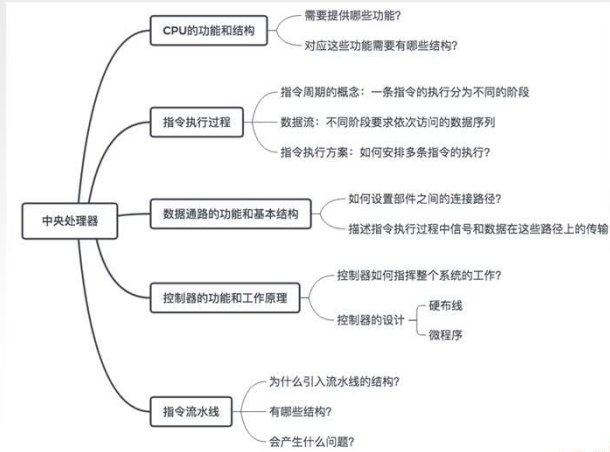 CPU的功能和结构
需要提供哪些功能?
对应这些功能需要有哪些结构?
指令执行过程
指令周期的概念：一条指令的执行分为不同的阶段
数据流：不同阶段要求依次访问的数据序列
指令执行方案：如何安排多条指令的执行?
中央处理器
数据通路的功能和基本结构
如何设置部件之间的连接路径?
描述指令执行过程中信号和数据在这些路径上的传输
控制器的功能和工作原理
控制器如何指挥整个系统的工作?
控制器的设计
硬布线
微程序
指令流水线
为什么引入流水线的结构?
有哪些结构?
会产生什么问题?